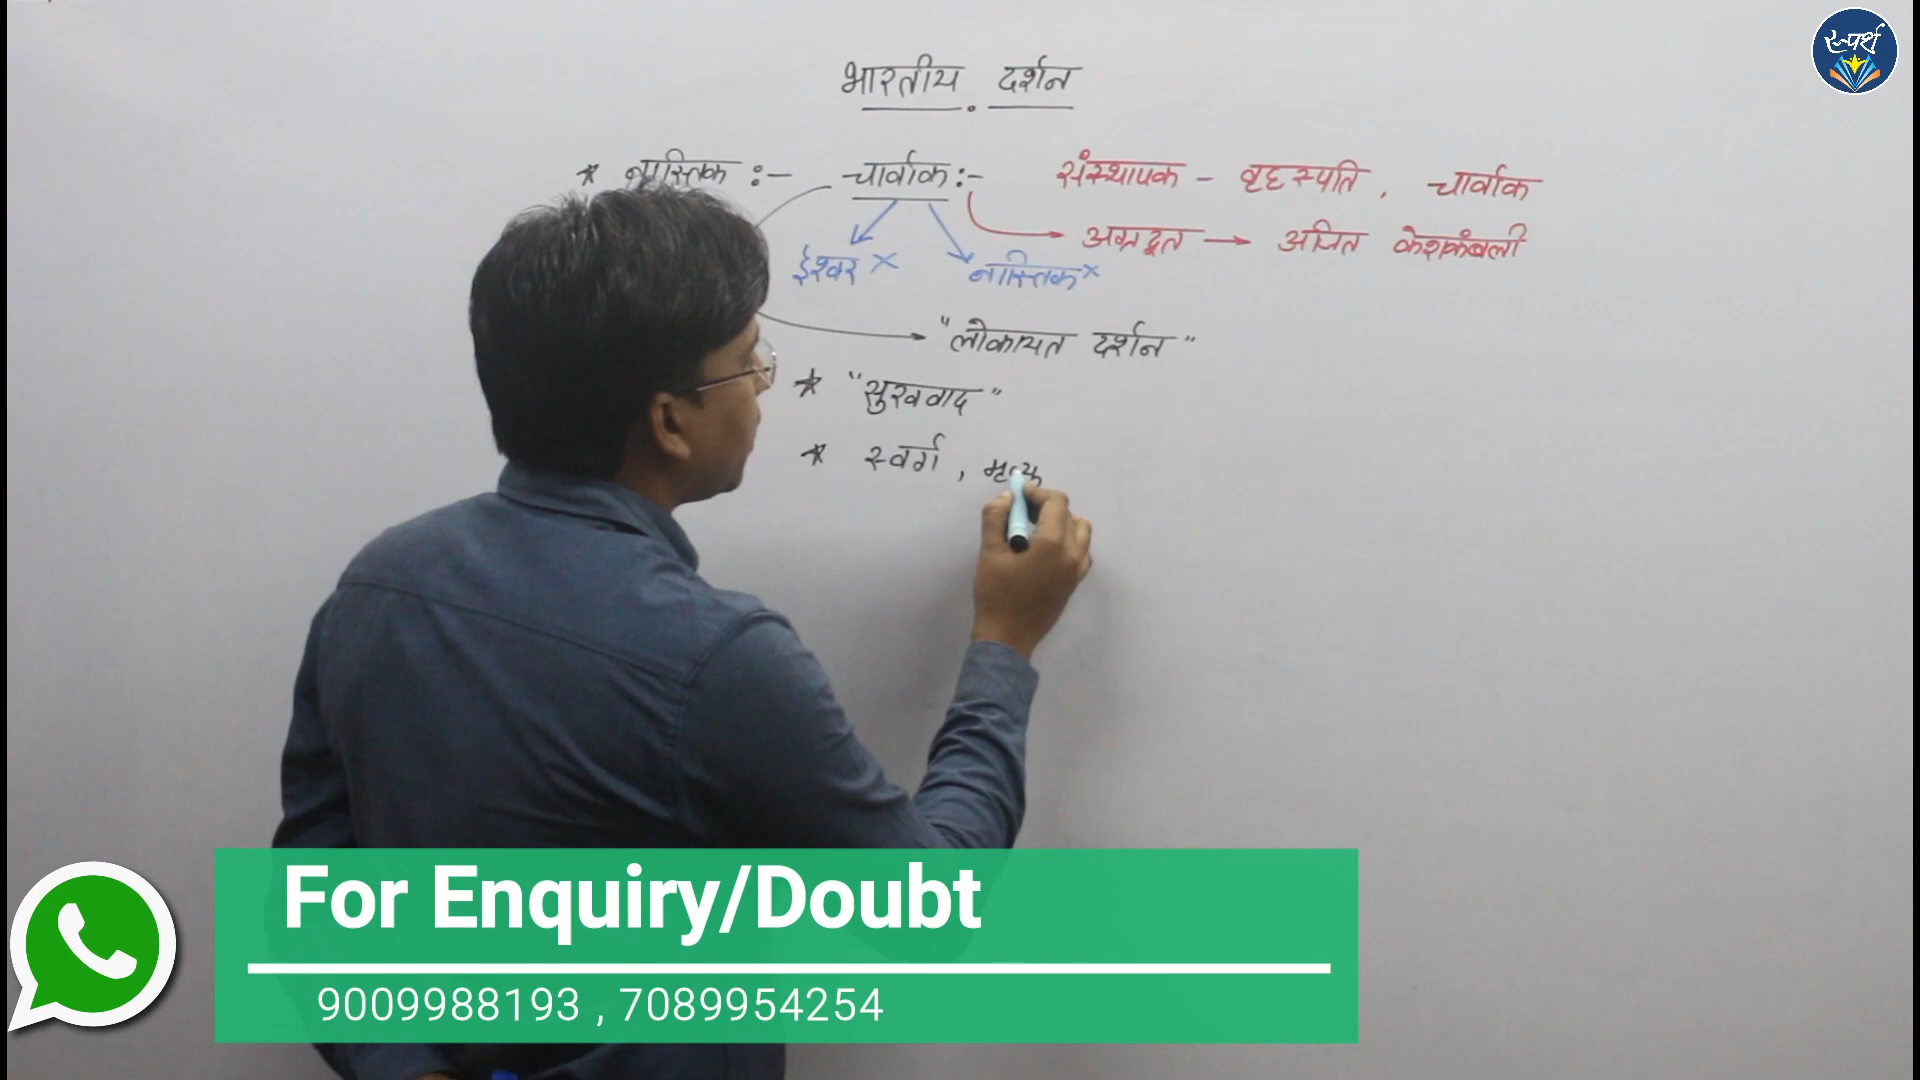 स्पर्श
भारतीय दर्शन
* नास्तिक :- चार्वाक :- संस्थापक - वृहस्पति , चार्वाक
अग्रदूत → अजित केशकंबली
ईश्वर × नास्तिक ×
"लोकायत दर्शन"
* "सुखवाद"
* स्वर्ग , मृत्यु
For Enquiry/Doubt
9009988193 , 7089954254